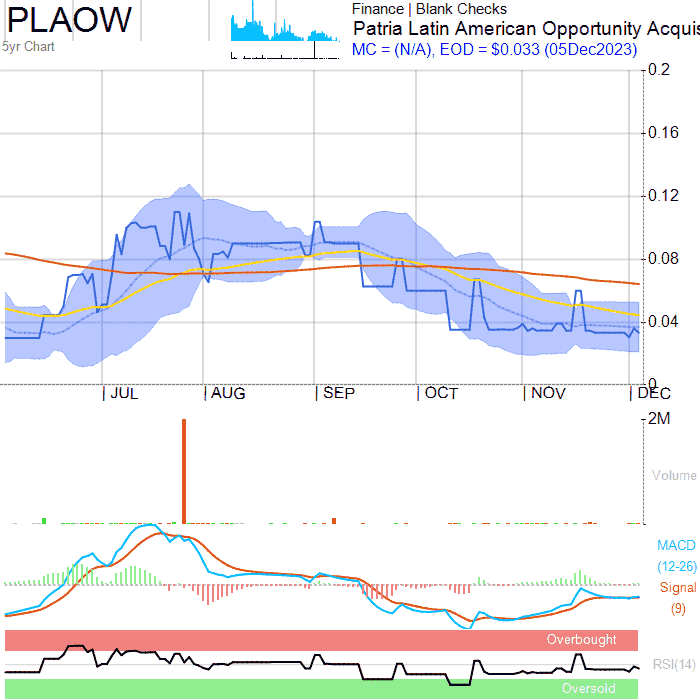 PLAOW
5yr Chart
Finance | Blank Checks
Patria Latin American Opportunity Acquis
MC = (N/A), EOD = $0.033 (05Dec2023)
0.2
0.16
0.12
0.08
0.04
0
| JUL | AUG | SEP | OCT | NOV | DEC
2M
Volume
MACD
(12-26)
Signal
(9)
Overbought
RSI(14)
Oversold